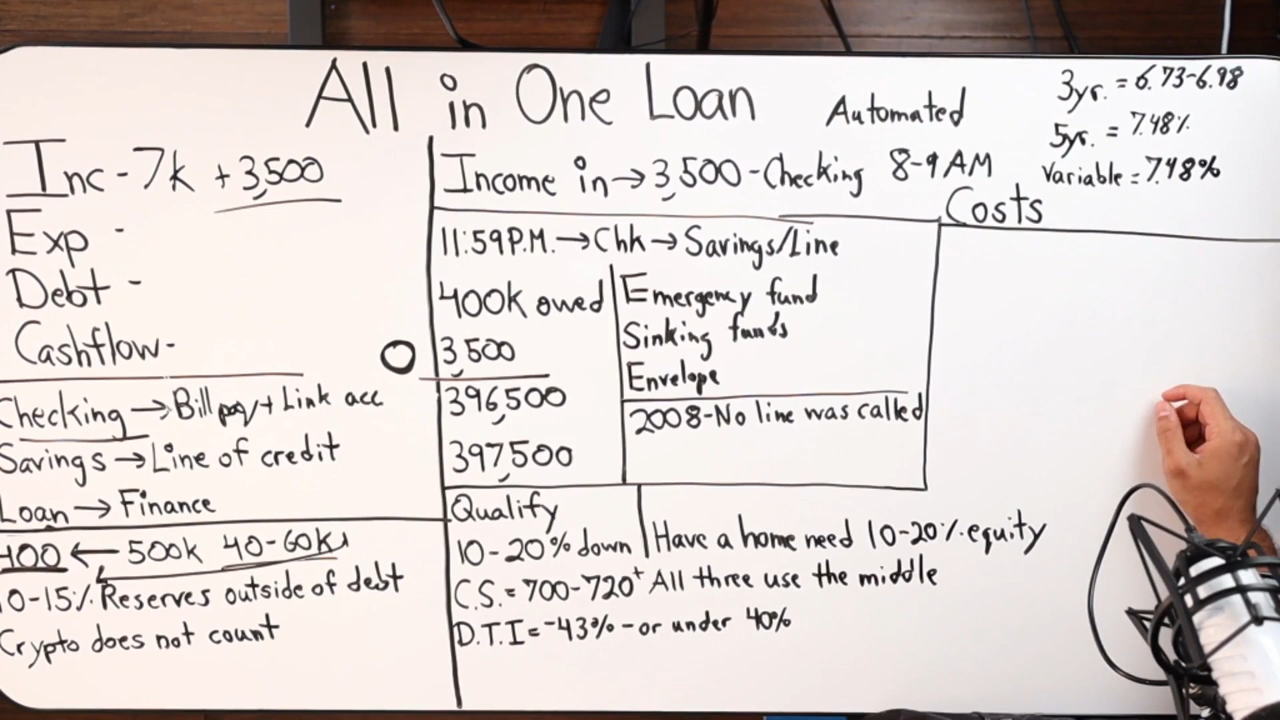 All in One Loan
Automated
3yr. = 6.73-6.98
5yr. = 7.48%
Variable = 7.48%
Inc - 7k + 3,500
Exp -
Debt -
Cashflow-
Checking → Bill pay + Link acc
Savings → Line of credit
Loan → Finance
400 ← 500k 40-60k
10-15% Reserves outside of debt
Crypto does not count
Income in → 3,500 - Checking 8-9 AM
11:59P.M. → Chk → Savings/Line
400k owed
3,500
396,500
397,500
Emergency fund
Sinking funds
Envelope
2008-No line was called
Costs
Qualify
10-20% down
Have a home need 10-20% equity
C.S. = 700-720+ All three use the middle
D.T.I = -43% - or under 40%